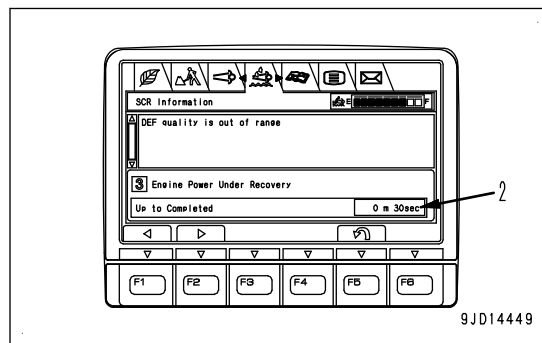 SCR Information
E F
DEF quality is out of range
3 Engine Power Under Recovery
Up to Completed 0 m 30sec
2
F1 F2 F3 F4 F5 F6
9JD14449